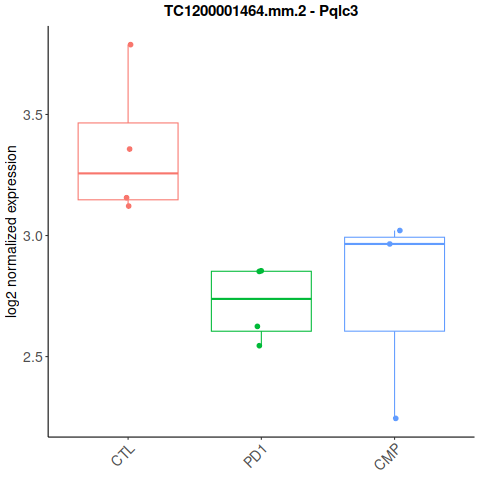 TC1200001464.mm.2 - Pqlc3
log2 normalized expression
3.5
3.0
2.5
CTL
PD1
CMP